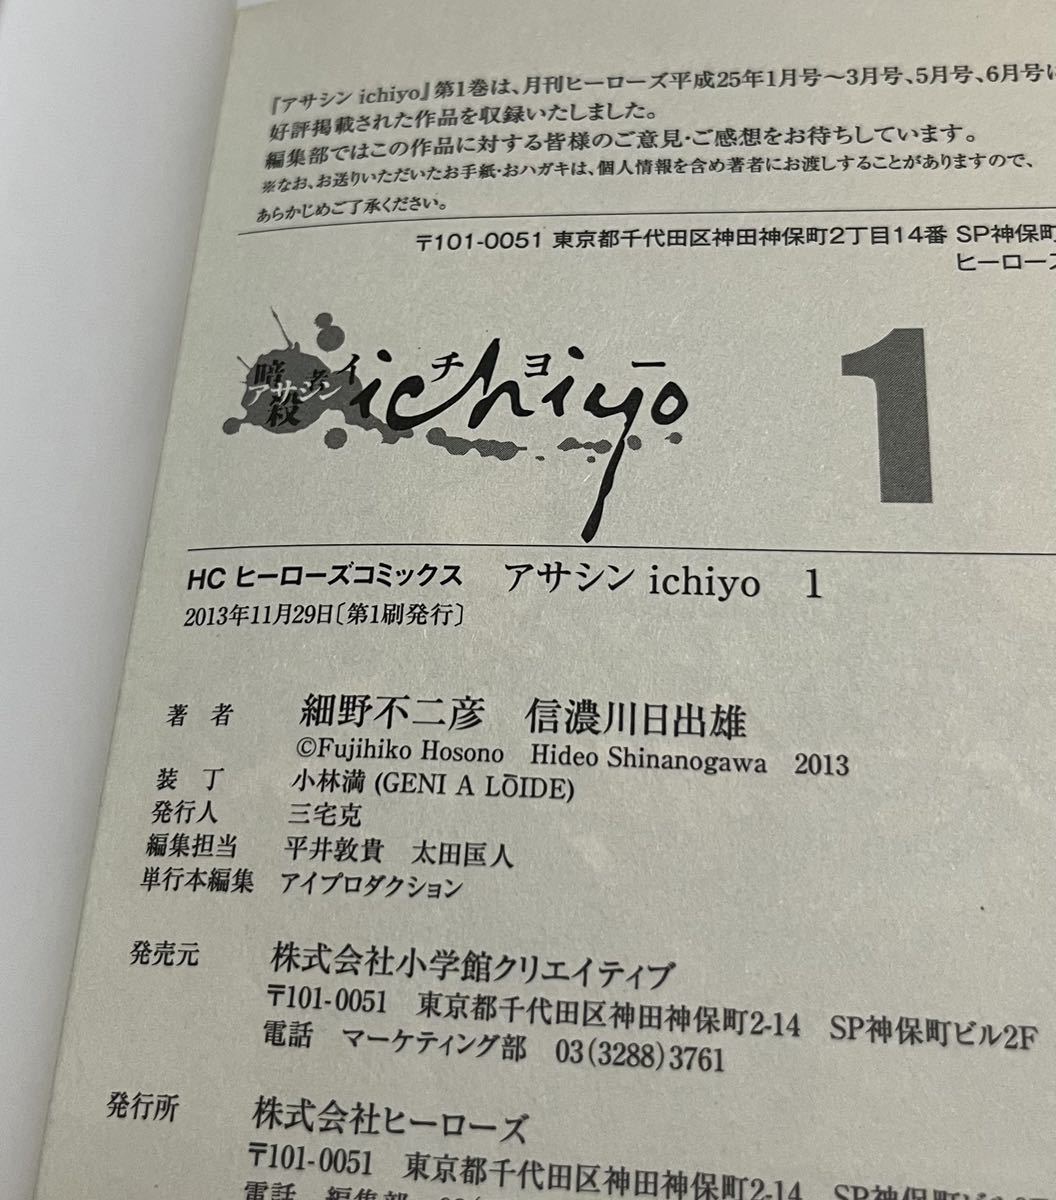 『アサシン ichiyo』第1巻は、月刊ヒーローズ平成25年1月号～3月号、5月号、6月号に
好評掲載された作品を収録いたしました。
編集部ではこの作品に対する皆様のご意見・ご感想をお待ちしています。
※なお、お送りいただいたお手紙・おハガキは、個人情報を含め著者にお渡しすることがありますので、
あらかじめご了承ください。
〒101-0051 東京都千代田区神田神保町2丁目14番 SP神保町
ヒーローズ
暗殺者 アサシン イチヨー ichiyo 1
HC ヒーローズコミックス アサシン ichiyo 1
2013年11月29日〔第1刷発行〕
著者 細野不二彦 信濃川日出雄
©Fujihiko Hosono Hideo Shinanogawa 2013
装丁 小林満 (GENI A LŌIDE)
発行人 三宅克
編集担当 平井敦貴 太田匡人
単行本編集 アイプロダクション
発売元 株式会社小学館クリエイティブ
〒101-0051 東京都千代田区神田神保町2-14 SP神保町ビル2F
電話 マーケティング部 03(3288)3761
発行所 株式会社ヒーローズ
〒101-0051 東京都千代田区神田神保町2-14 SP神保町
電話 編集部